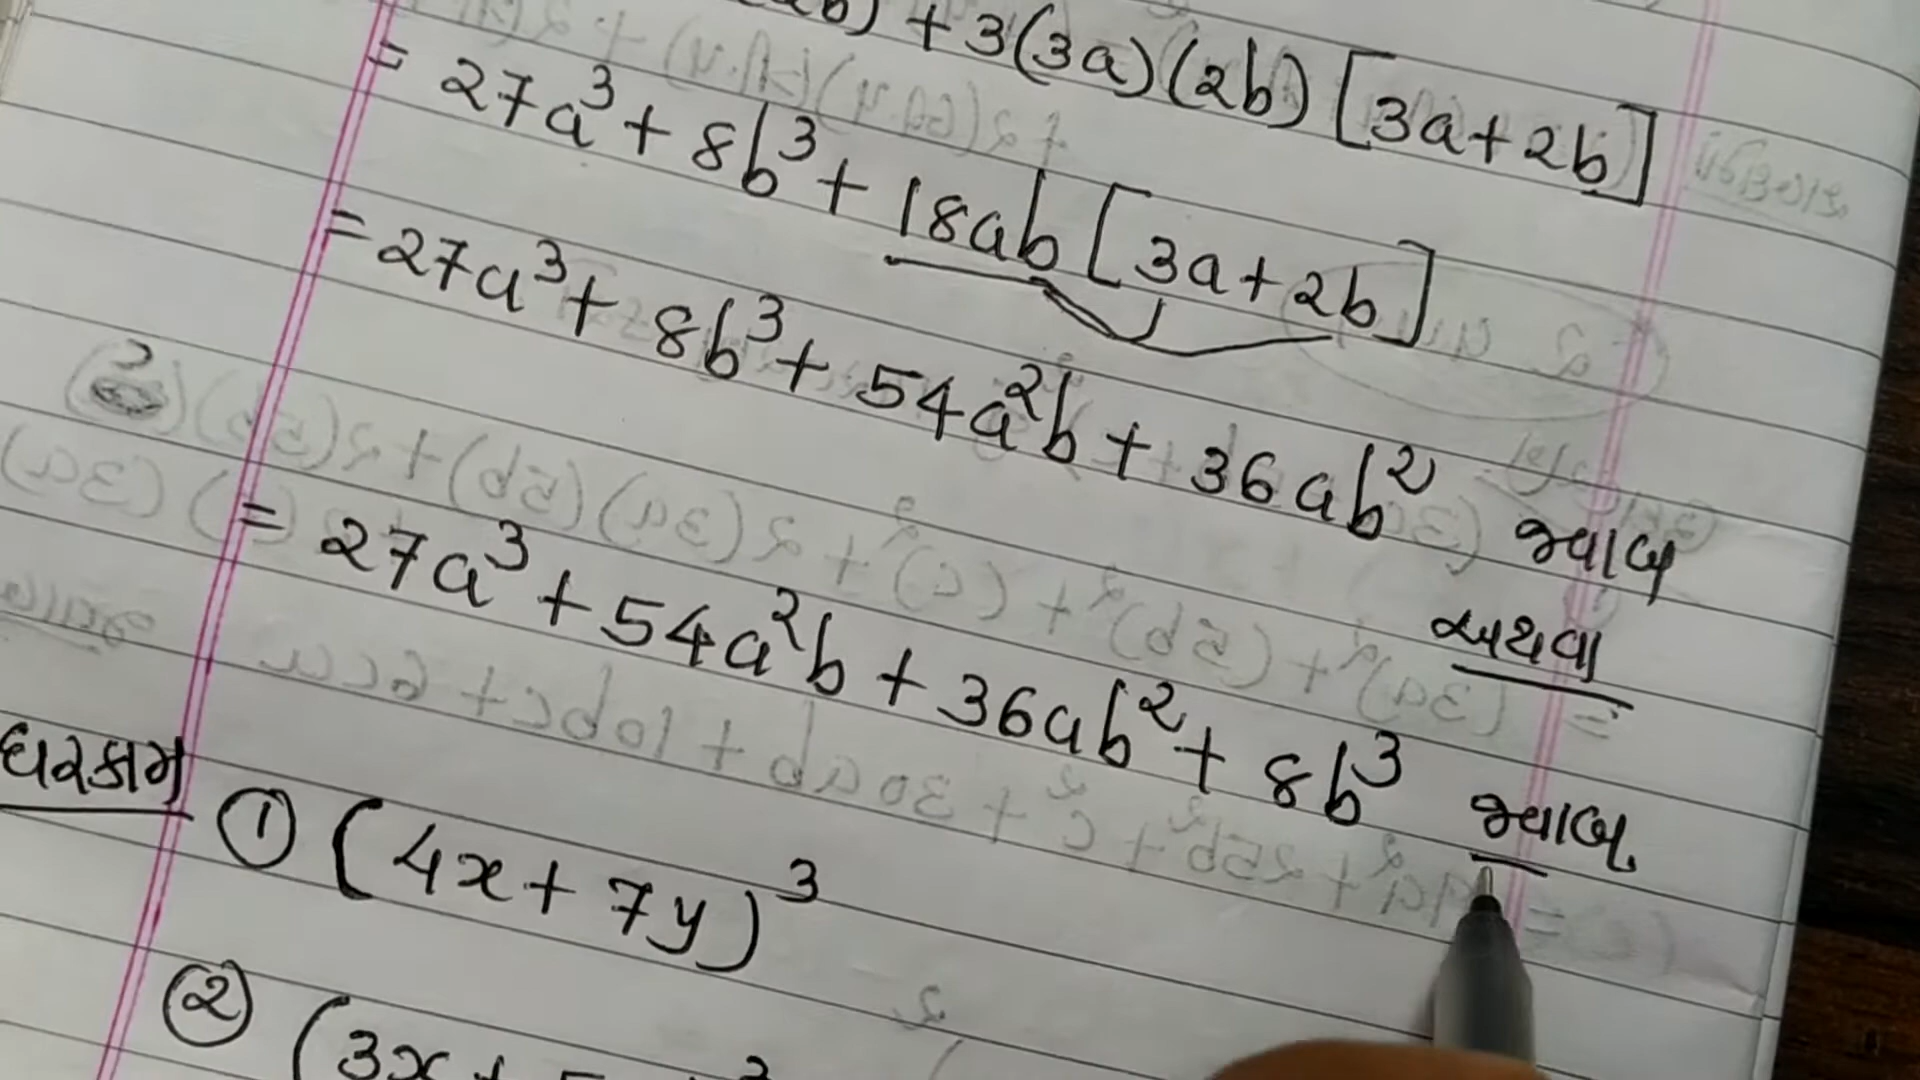 + 3(3a)(2b) [3a+2b]
= 27a³ + 8b³ + 18ab [3a+2b]
= 27a³ + 8b³ + 54a²b + 36ab² જવાબ
અથવા
= 27a³ + 54a²b + 36ab² + 8b³ જવાબ
ઘરકામ
① (4x + 7y)³
② (3x +